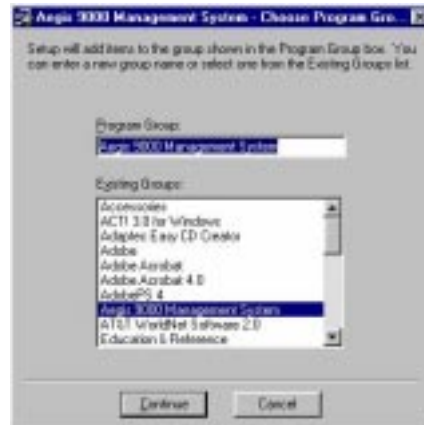 Aegis 9000 Management System - Choose Program Gro...
Setup will add items to the group shown in the Program Group box. You
can enter a new group name or select one from the Existing Groups list.
Program Group:
Aegis 9000 Management System
Existing Groups:
Accessories
ACT! 3.0 for Windows
Adaptec Easy CD Creator
Adobe
Adobe Acrobat
Adobe Acrobat 4.0
AdobePS 4
Aegis 9000 Management System
AT&T WorldNet Software 2.0
Education & Reference
Continue
Cancel